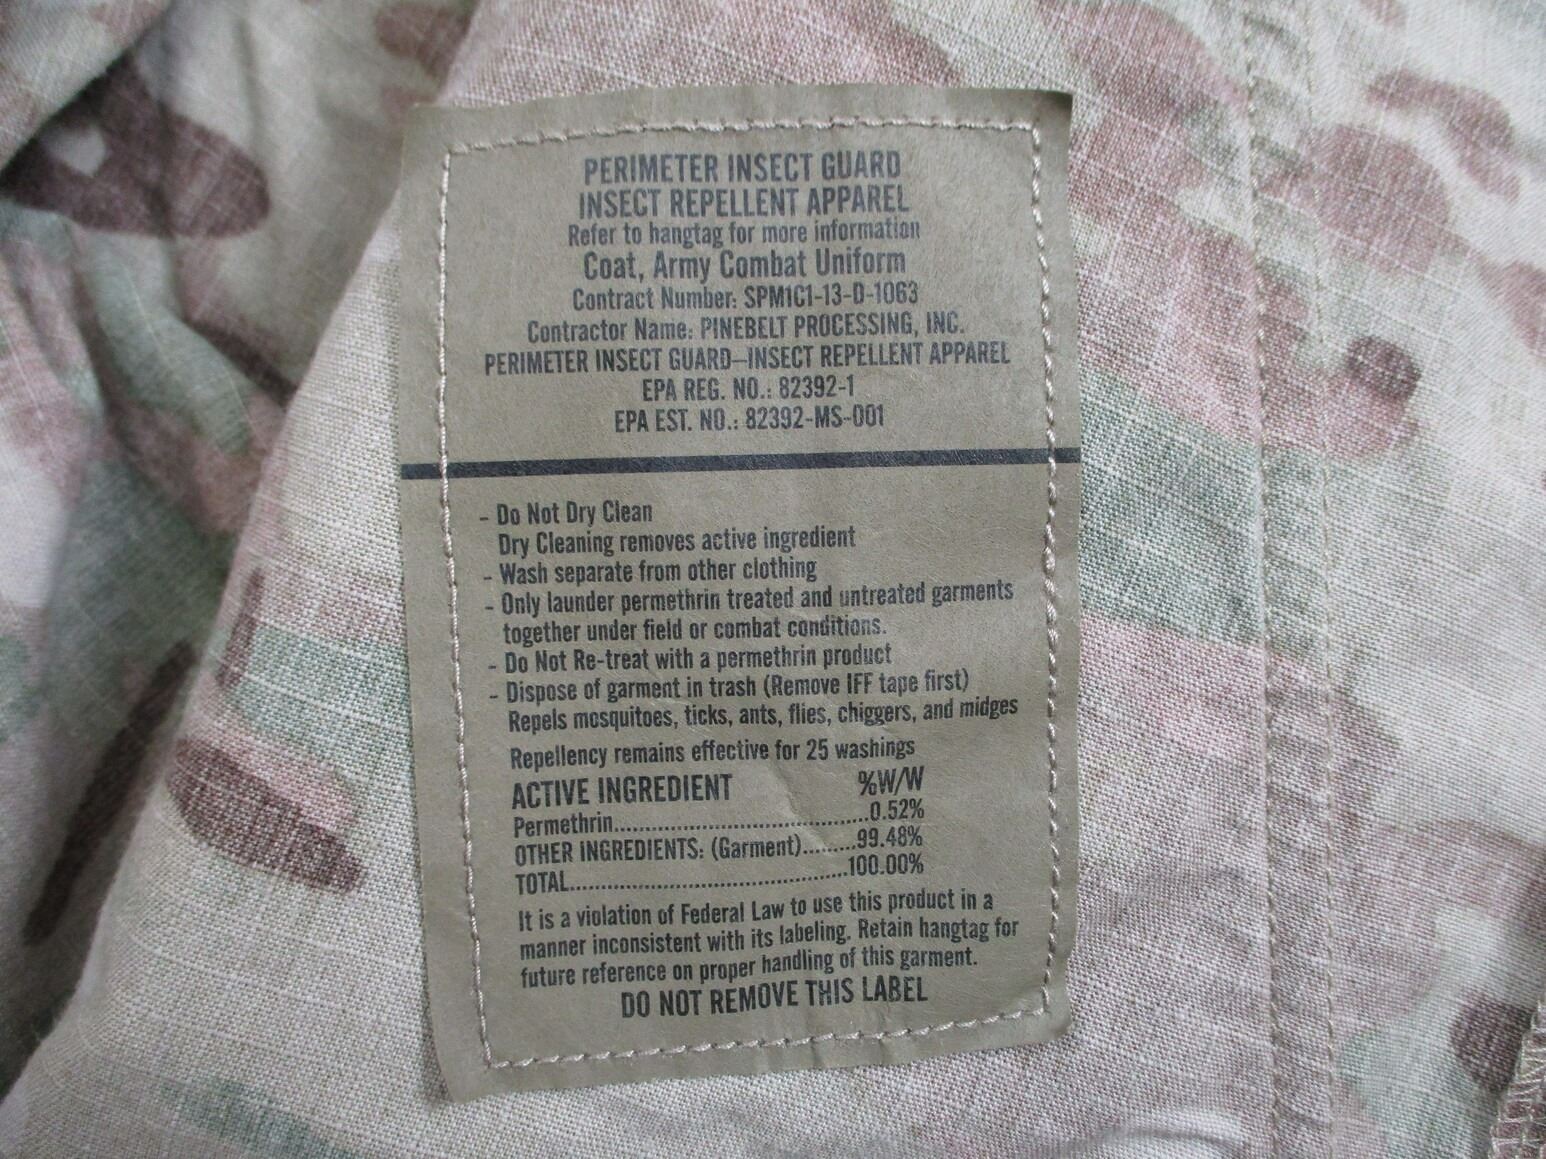 PERIMETER INSECT GUARD
INSECT REPELLENT APPAREL
Refer to hangtag for more information
Coat, Army Combat Uniform
Contract Number: SPM1C1-13-D-1063
Contractor Name: PINEBELT PROCESSING, INC.
PERIMETER INSECT GUARD—INSECT REPELLENT APPAREL
EPA REG. NO.: 82392-1
EPA EST. NO.: 82392-MS-001
- Do Not Dry Clean
Dry Cleaning removes active ingredient
- Wash separate from other clothing
- Only launder permethrin treated and untreated garments
together under field or combat conditions.
- Do Not Re-treat with a permethrin product
- Dispose of garment in trash (Remove IFF tape first)
Repels mosquitoes, ticks, ants, flies, chiggers, and midges
Repellency remains effective for 25 washings
ACTIVE INGREDIENT %W/W
Permethrin..........................................0.52%
OTHER INGREDIENTS: (Garment).........99.48%
TOTAL..............................................100.00%
It is a violation of Federal Law to use this product in a
manner inconsistent with its labeling. Retain hangtag for
future reference on proper handling of this garment.
DO NOT REMOVE THIS LABEL